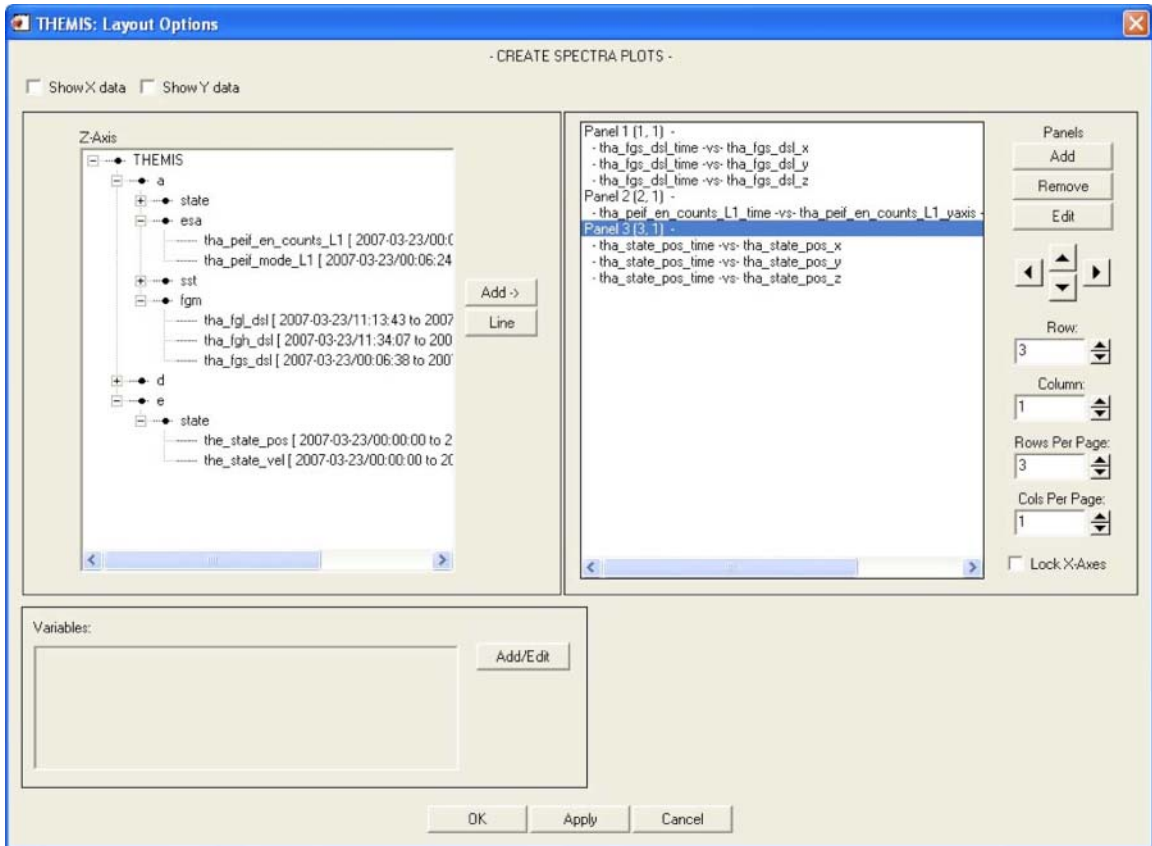 THEMIS: Layout Options
- CREATE SPECTRA PLOTS -
Show X data Show Y data
Z-Axis
THEMIS
a
state
esa
tha_peif_en_counts_L1 [ 2007-03-23/00:0
tha_peif_mode_L1 [ 2007-03-23/00:06:24
sst
fgm
tha_fgl_dsl [ 2007-03-23/11:13:43 to 2007
tha_fgh_dsl [ 2007-03-23/11:34:07 to 200
tha_fgs_dsl [ 2007-03-23/00:06:38 to 200
d
e
state
the_state_pos [ 2007-03-23/00:00:00 to 2
the_state_vel [ 2007-03-23/00:00:00 to 20
Add ->
Line
Panel 1 (1, 1) -
- tha_fgs_dsl_time -vs- tha_fgs_dsl_x
- tha_fgs_dsl_time -vs- tha_fgs_dsl_y
- tha_fgs_dsl_time -vs- tha_fgs_dsl_z
Panel 2 (2, 1) -
- tha_peif_en_counts_L1_time -vs- tha_peif_en_counts_L1_yaxis -
Panel 3 (3, 1) -
- tha_state_pos_time -vs- tha_state_pos_x
- tha_state_pos_time -vs- tha_state_pos_y
- tha_state_pos_time -vs- tha_state_pos_z
Panels
Add
Remove
Edit
Row:
3
Column:
1
Rows Per Page:
3
Cols Per Page:
1
Lock X-Axes
Variables:
Add/Edit
OK Apply Cancel